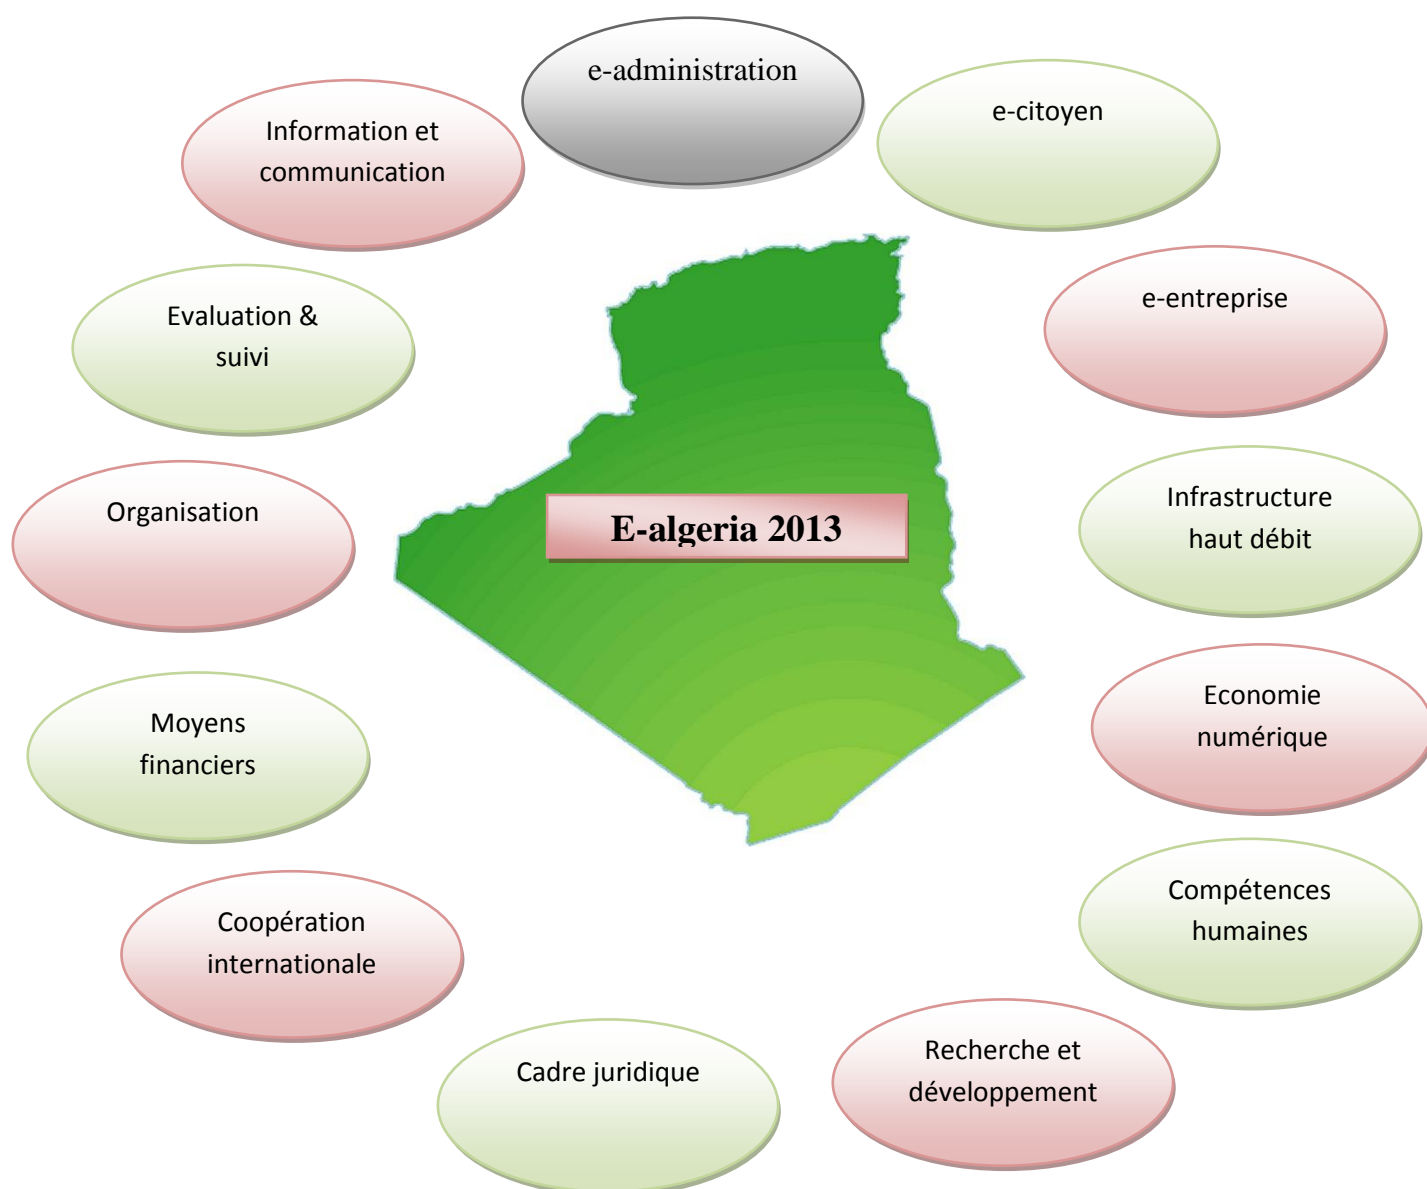 e-administration
e-citoyen
Information et
communication
e-entreprise
Evaluation &
suivi
Infrastructure
haut débit
Organisation
E-algeria 2013
Economie
numérique
Moyens
financiers
Compétences
humaines
Coopération
internationale
Recherche et
développement
Cadre juridique